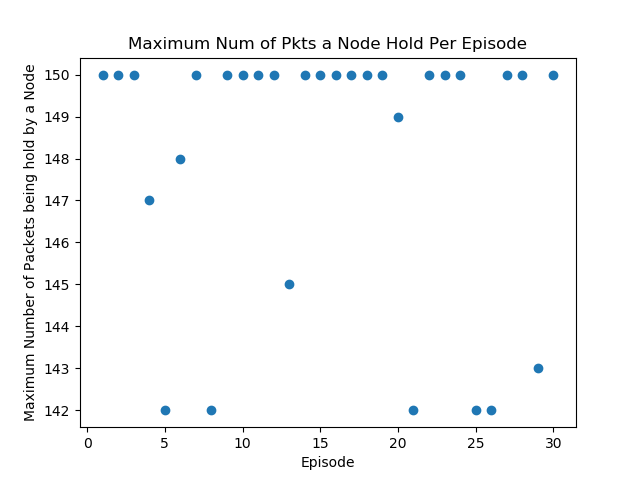 Maximum Num of Pkts a Node Hold Per Episode
Maximum Number of Packets being hold by a Node
150
149
148
147
146
145
144
143
142
0 5 10 15 20 25 30
Episode